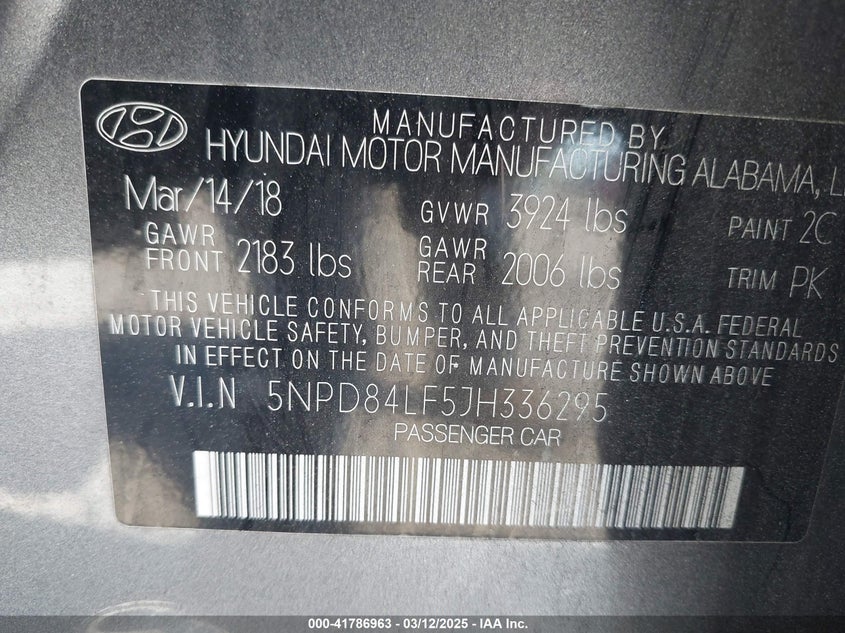 MANUFACTURED BY
HYUNDAI MOTOR MANUFACTURING ALABAMA,
Mar/14/18 GVWR 3924 lbs PAINT 2C
GAWR FRONT 2183 lbs GAWR REAR 2006 lbs TRIM PK
THIS VEHICLE CONFORMS TO ALL APPLICABLE U.S.A. FEDERAL
MOTOR VEHICLE SAFETY, BUMPER, AND THEFT PREVENTION STANDARDS
IN EFFECT ON THE DATE OF MANUFACTURE SHOWN ABOVE
V.I.N 5NPD84LF5JH336295
PASSENGER CAR
000-41786963 - 03/12/2025 - IAA Inc.